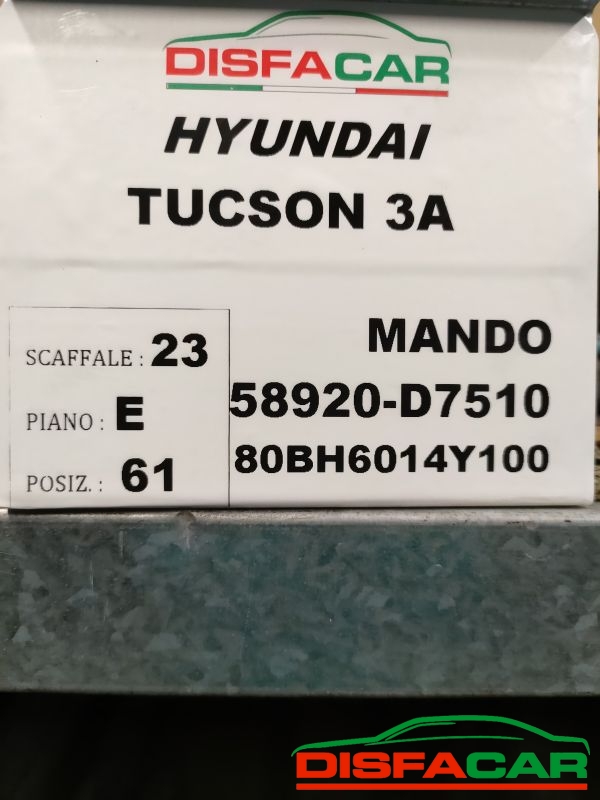 DISFACAR
HYUNDAI
TUCSON 3A
SCAFFALE : 23
PIANO : E
POSIZ. : 61
MANDO
58920-D7510
80BH6014Y100
DISFACAR